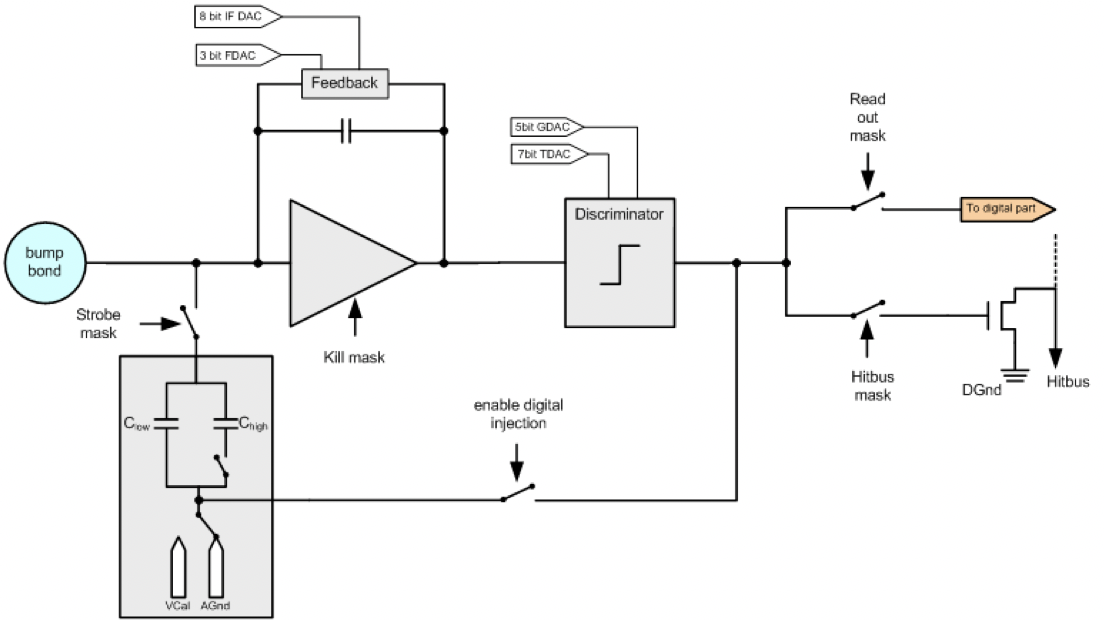 8 bit IF DAC
3 bit FDAC
Feedback
5bit GDAC
7bit TDAC
Discriminator
Read
out
mask
To digital part
bump
bond
Strobe
mask
Kill mask
Hitbus
mask
DGnd
Hitbus
Clow
Chigh
enable digital
injection
VCal
AGnd